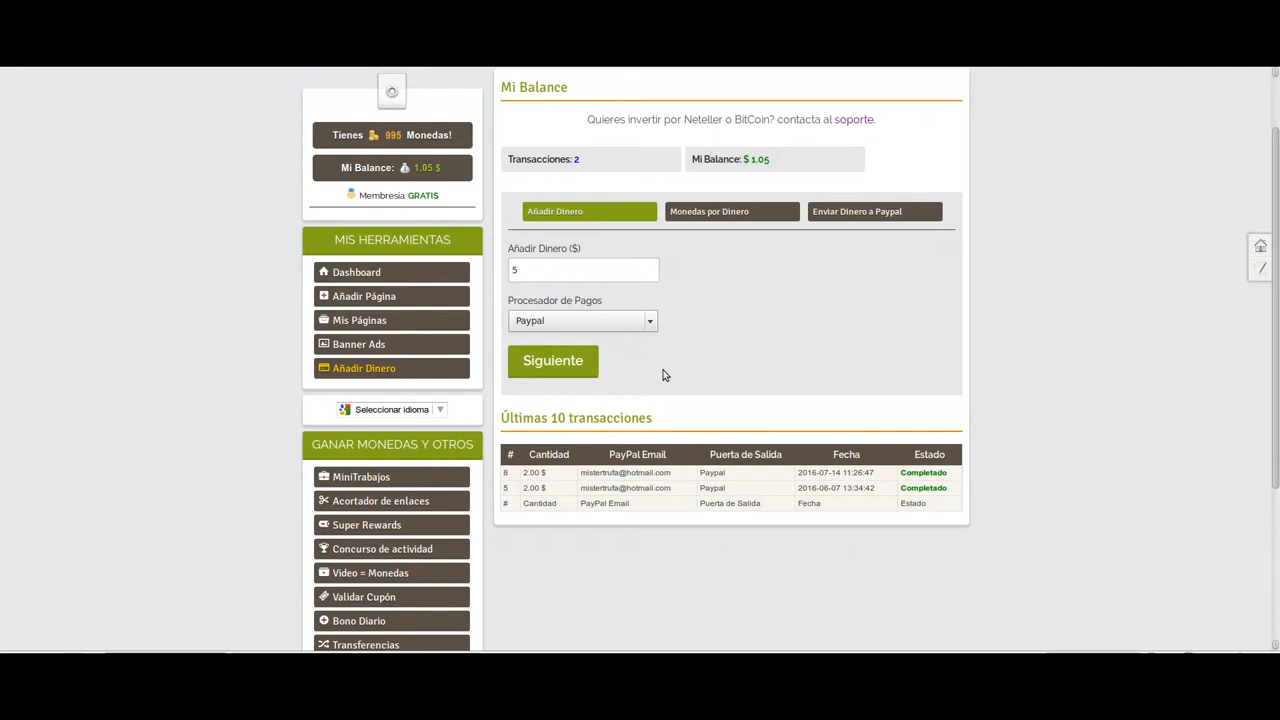 Tienes 995 Monedas!
Mi Balance: 1.05 $
Membresia: GRATIS
MIS HERRAMIENTAS
Dashboard
Añadir Página
Mis Páginas
Banner Ads
Añadir Dinero
Seleccionar idioma ▼
GANAR MONEDAS Y OTROS
MiniTrabajos
Acortador de enlaces
Super Rewards
Concurso de actividad
Video = Monedas
Validar Cupón
Bono Diario
Transferencias
Mi Balance
Quieres invertir por Neteller o BitCoin? contacta al soporte.
Transacciones: 2
Mi Balance: $ 1.05
Añadir Dinero
Monedas por Dinero
Enviar Dinero a Paypal
Añadir Dinero ($)
5
Procesador de Pagos
Paypal
Siguiente
Últimas 10 transacciones
# Cantidad PayPal Email Puerta de Salida Fecha Estado
8 2.00 $ mistertrufa@hotmail.com Paypal 2016-07-14 11:26:47 Completado
5 2.00 $ mistertrufa@hotmail.com Paypal 2016-06-07 13:34:42 Completado
# Cantidad PayPal Email Puerta de Salida Fecha Estado